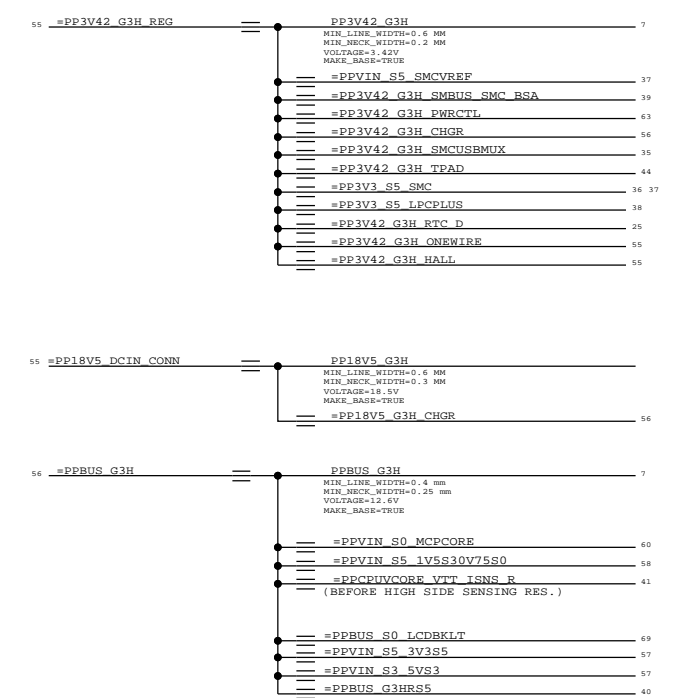 55 =PP3V42_G3H_REG PP3V42_G3H 7
MIN_LINE_WIDTH=0.6 MM
MIN_NECK_WIDTH=0.2 MM
VOLTAGE=3.42V
MAKE_BASE=TRUE
=PPVIN_S5_SMCVREF 37
=PP3V42_G3H_SMBUS_SMC_BSA 39
=PP3V42_G3H_PWRCTL 63
=PP3V42_G3H_CHGR 56
=PP3V42_G3H_SMCUSBMUX 35
=PP3V42_G3H_TPAD 44
=PP3V3_S5_SMC 36 37
=PP3V3_S5_LPCPLUS 38
=PP3V42_G3H_RTC_D 25
=PP3V42_G3H_ONEWIRE 55
=PP3V42_G3H_HALL 55
55 =PP18V5_DCIN_CONN PP18V5_G3H
MIN_LINE_WIDTH=0.6 MM
MIN_NECK_WIDTH=0.3 MM
VOLTAGE=18.5V
MAKE_BASE=TRUE
=PP18V5_G3H_CHGR 56
56 =PPBUS_G3H PPBUS_G3H 7
MIN_LINE_WIDTH=0.4 mm
MIN_NECK_WIDTH=0.25 mm
VOLTAGE=12.6V
MAKE_BASE=TRUE
=PPVIN_S0_MCPCORE 60
=PPVIN_S5_1V5S30V75S0 58
=PPCPUVCORE_VTT_ISNS_R 41
(BEFORE HIGH SIDE SENSING RES.)
=PPBUS_S0_LCDBKLT 69
=PPVIN_S5_3V3S5 57
=PPVIN_S3_5VS3 57
=PPBUS_G3HRS5 40